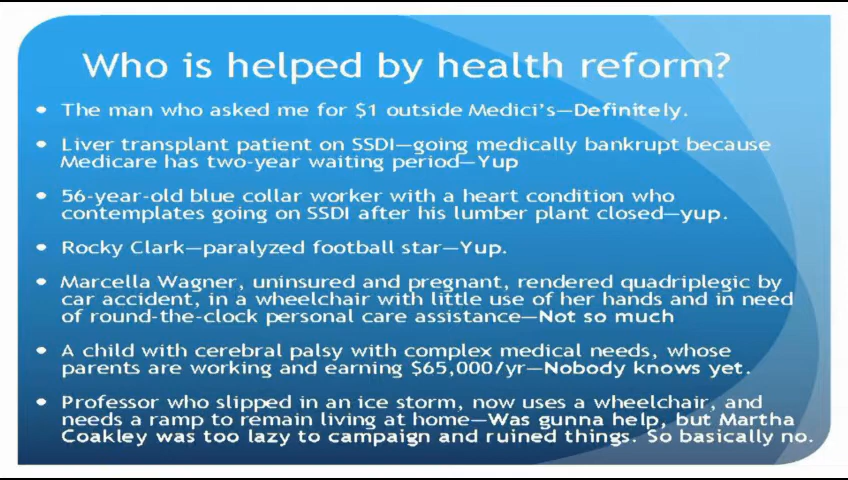 Who is helped by health reform?
• The man who asked me for $1 outside Medici's—Definitely.
• Liver transplant patient on SSDI—going medically bankrupt because
Medicare has two-year waiting period—Yup
• 56-year-old blue collar worker with a heart condition who
contemplates going on SSDI after his lumber plant closed—yup.
• Rocky Clark—paralyzed football star—Yup.
• Marcella Wagner, uninsured and pregnant, rendered quadriplegic by
car accident, in a wheelchair with little use of her hands and in need
of round-the-clock personal care assistance—Not so much
• A child with cerebral palsy with complex medical needs, whose
parents are working and earning $65,000/yr—Nobody knows yet.
• Professor who slipped in an ice storm, now uses a wheelchair, and
needs a ramp to remain living at home—Was gunna help, but Martha
Coakley was too lazy to campaign and ruined things. So basically no.